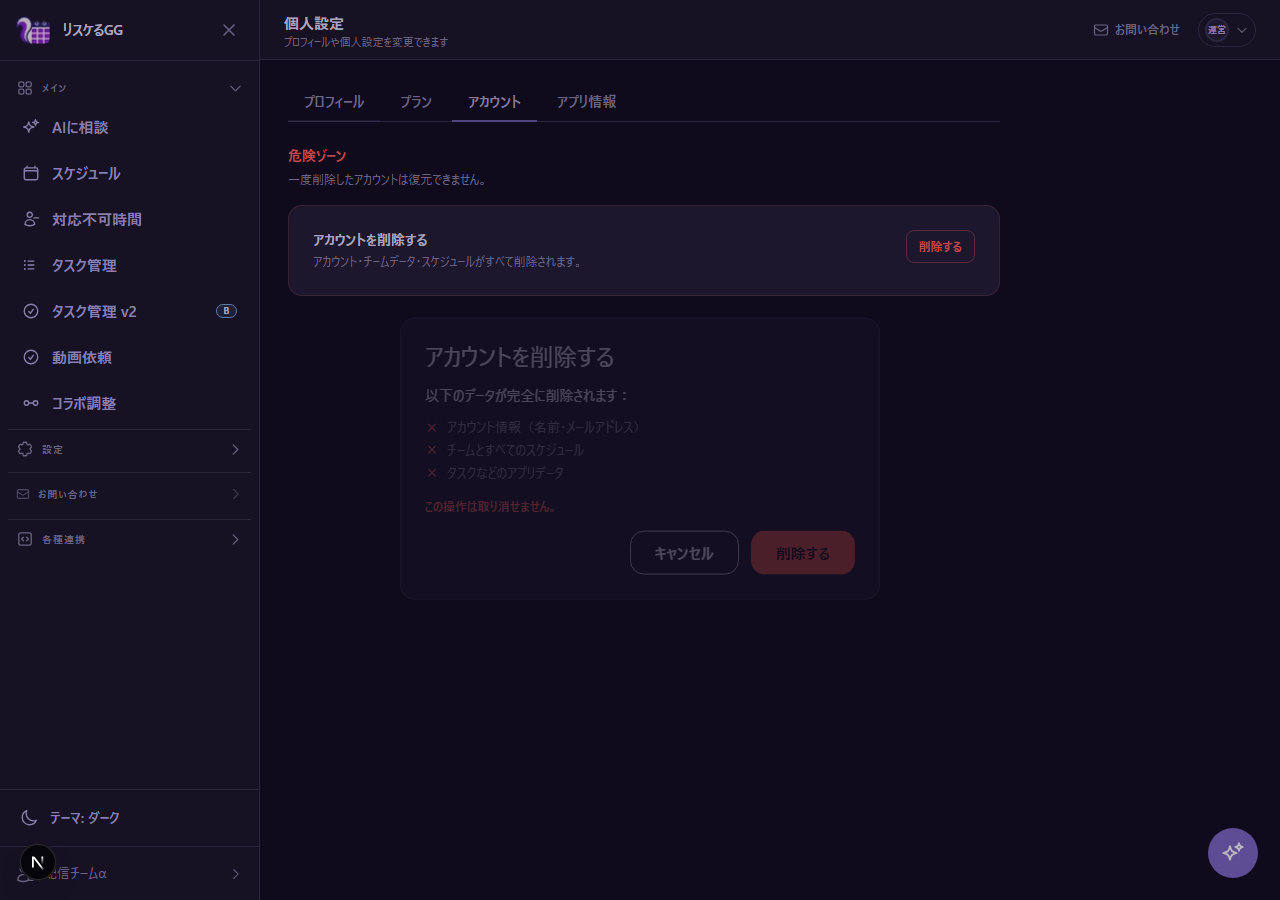 リスケるGG
個人設定
プロフィールや個人設定を変更できます
お問い合わせ
運営
メイン
AIに相談
スケジュール
対応不可時間
タスク管理
タスク管理 v2
β
動画依頼
コラボ調整
設定
お問い合わせ
各種連携
テーマ: ダーク
N
信チームα
プロフィール
プラン
アカウント
アプリ情報
危険ゾーン
一度削除したアカウントは復元できません。
アカウントを削除する
アカウント・チームデータ・スケジュールがすべて削除されます。
削除する
アカウントを削除する
以下のデータが完全に削除されます：
× アカウント情報（名前・メールアドレス）
× チームとすべてのスケジュール
× タスクなどのアプリデータ
この操作は取り消せません。
キャンセル
削除する